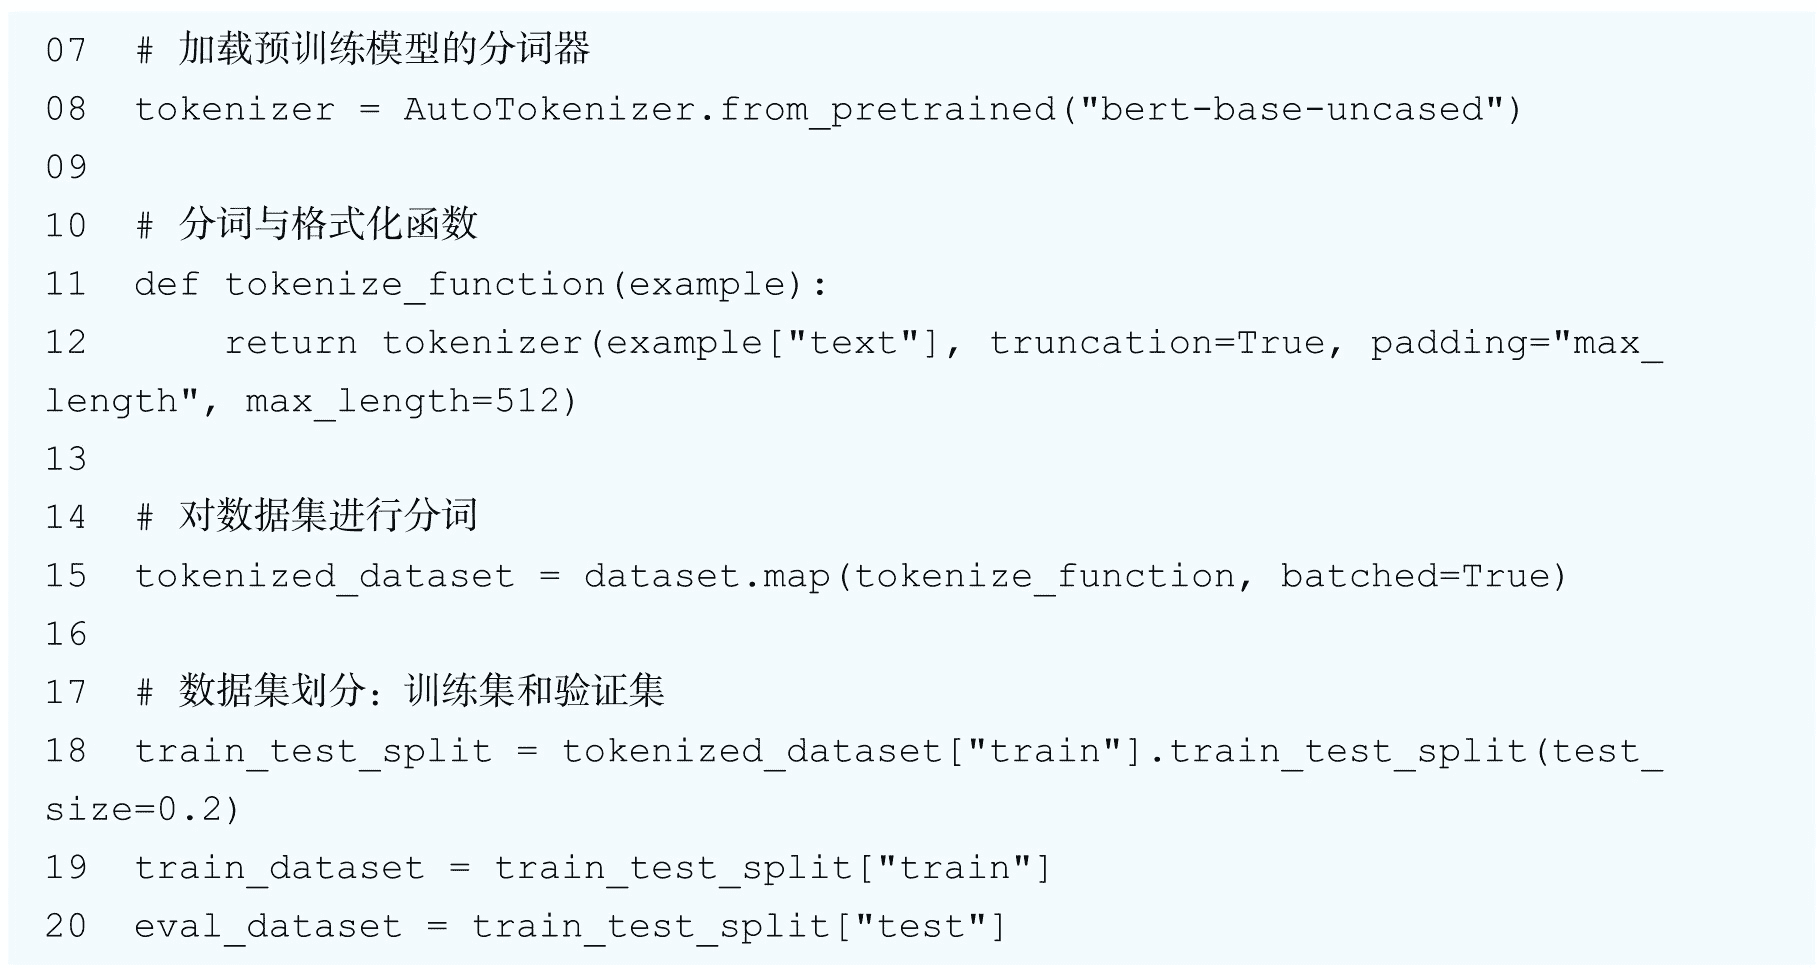 07  # 加载预训练模型的分词器
08  tokenizer = AutoTokenizer.from_pretrained("bert-base-uncased")
09
10  # 分词与格式化函数
11  def tokenize_function(example):
12      return tokenizer(example["text"], truncation=True, padding="max_
length", max_length=512)
13
14  # 对数据集进行分词
15  tokenized_dataset = dataset.map(tokenize_function, batched=True)
16
17  # 数据集划分：训练集和验证集
18  train_test_split = tokenized_dataset["train"].train_test_split(test_
size=0.2)
19  train_dataset = train_test_split["train"]
20  eval_dataset = train_test_split["test"]